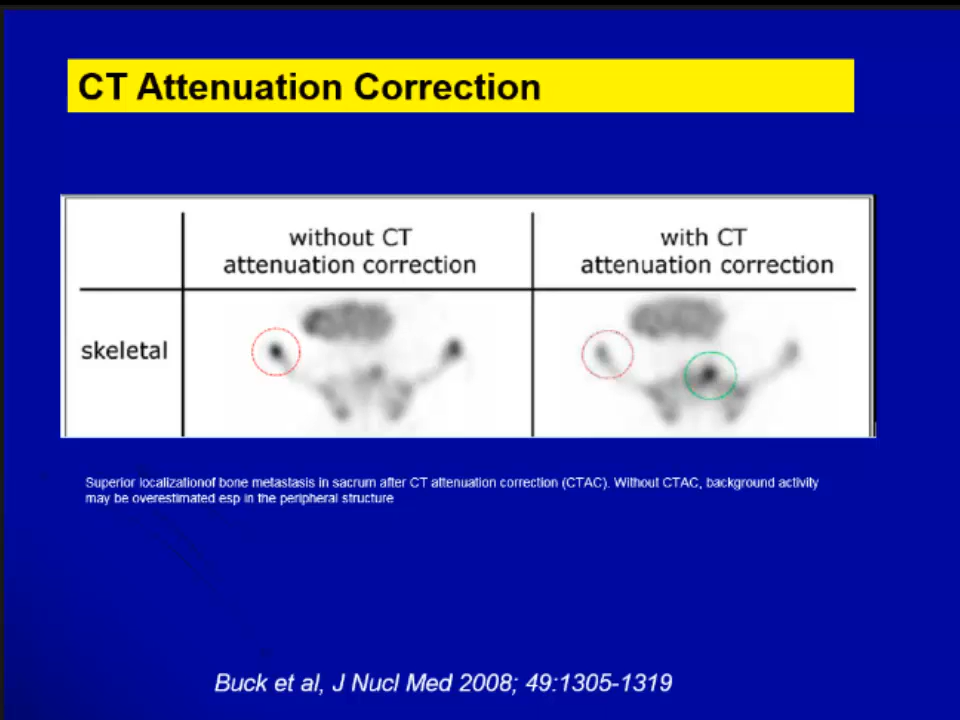 CT Attenuation Correction
without CT
attenuation correction
with CT
attenuation correction
skeletal
Superior localizationof bone metastasis in sacrum after CT attenuation correction (CTAC). Without CTAC, background activity
may be overestimated esp in the peripheral structure
Buck et al, J Nucl Med 2008; 49:1305-1319